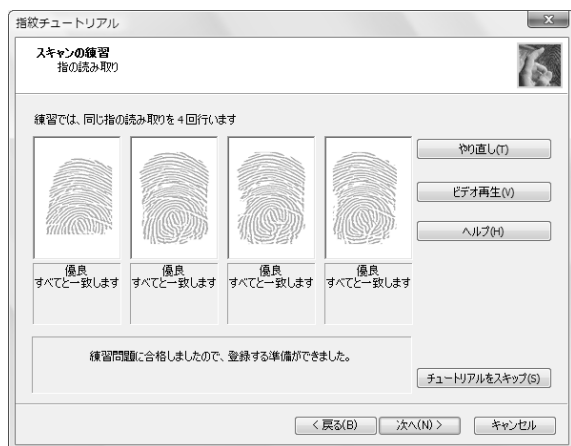 指紋チュートリアル
スキャンの練習
指の読み取り
練習では、同じ指の読み取りを4回行います
やり直し(T)
ビデオ再生(V)
ヘルプ(H)
優良
すべてと一致します
優良
すべてと一致します
優良
すべてと一致します
優良
すべてと一致します
練習問題に合格しましたので、登録する準備ができました。
チュートリアルをスキップ(S)
< 戻る(B)
次へ(N) >
キャンセル